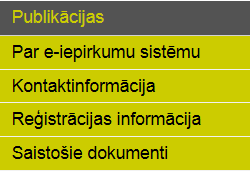 Publikācijas
Par e-iepirkumu sistēmu
Kontaktinformācija
Reģistrācijas informācija
Saistošie dokumenti